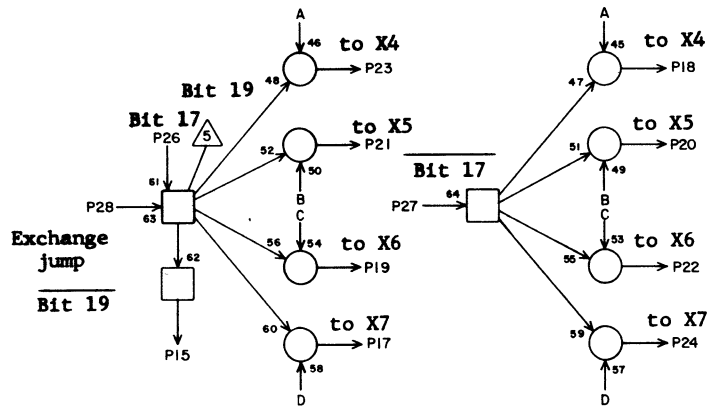 A
A
46
to X4
45
to X4
P23
P18
48
47
Bit 19
Bit 17
P26
5
to X5
to X5
52
P21
51
P20
50
49
Bit 17
61
B
64
B
P28
63
P27
C
C
Exchange
jump
56
54
to X6
55
53
to X6
62
P19
P22
Bit 19
60
to X7
59
to X7
P15
P17
P24
58
57
D
D